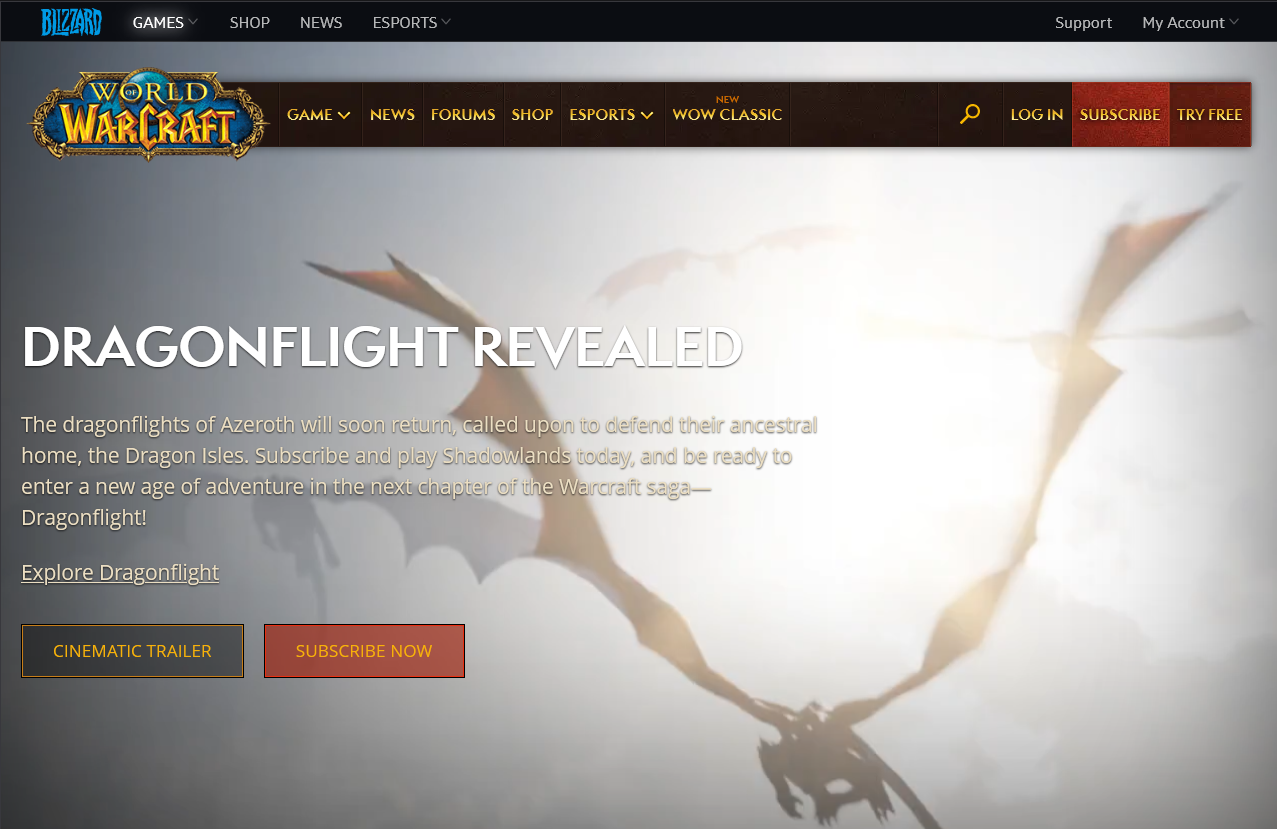 BLIZZARD GAMES SHOP NEWS ESPORTS Support My Account
WORLD OF WARCRAFT
NEW
GAME NEWS FORUMS SHOP ESPORTS WOW CLASSIC LOG IN SUBSCRIBE TRY FREE
DRAGONFLIGHT REVEALED
The dragonflights of Azeroth will soon return, called upon to defend their ancestral
home, the Dragon Isles. Subscribe and play Shadowlands today, and be ready to
enter a new age of adventure in the next chapter of the Warcraft saga—
Dragonflight!
Explore Dragonflight
CINEMATIC TRAILER SUBSCRIBE NOW